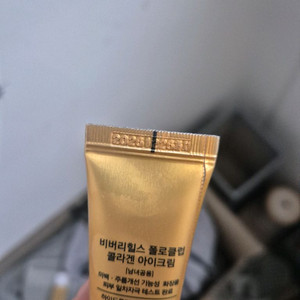 비버리힐스 폴로클럽
콜라겐 아이크림
[남녀공용]
미백 · 주름개선 기능성 화장품
피부 일차자극 테스트 완료